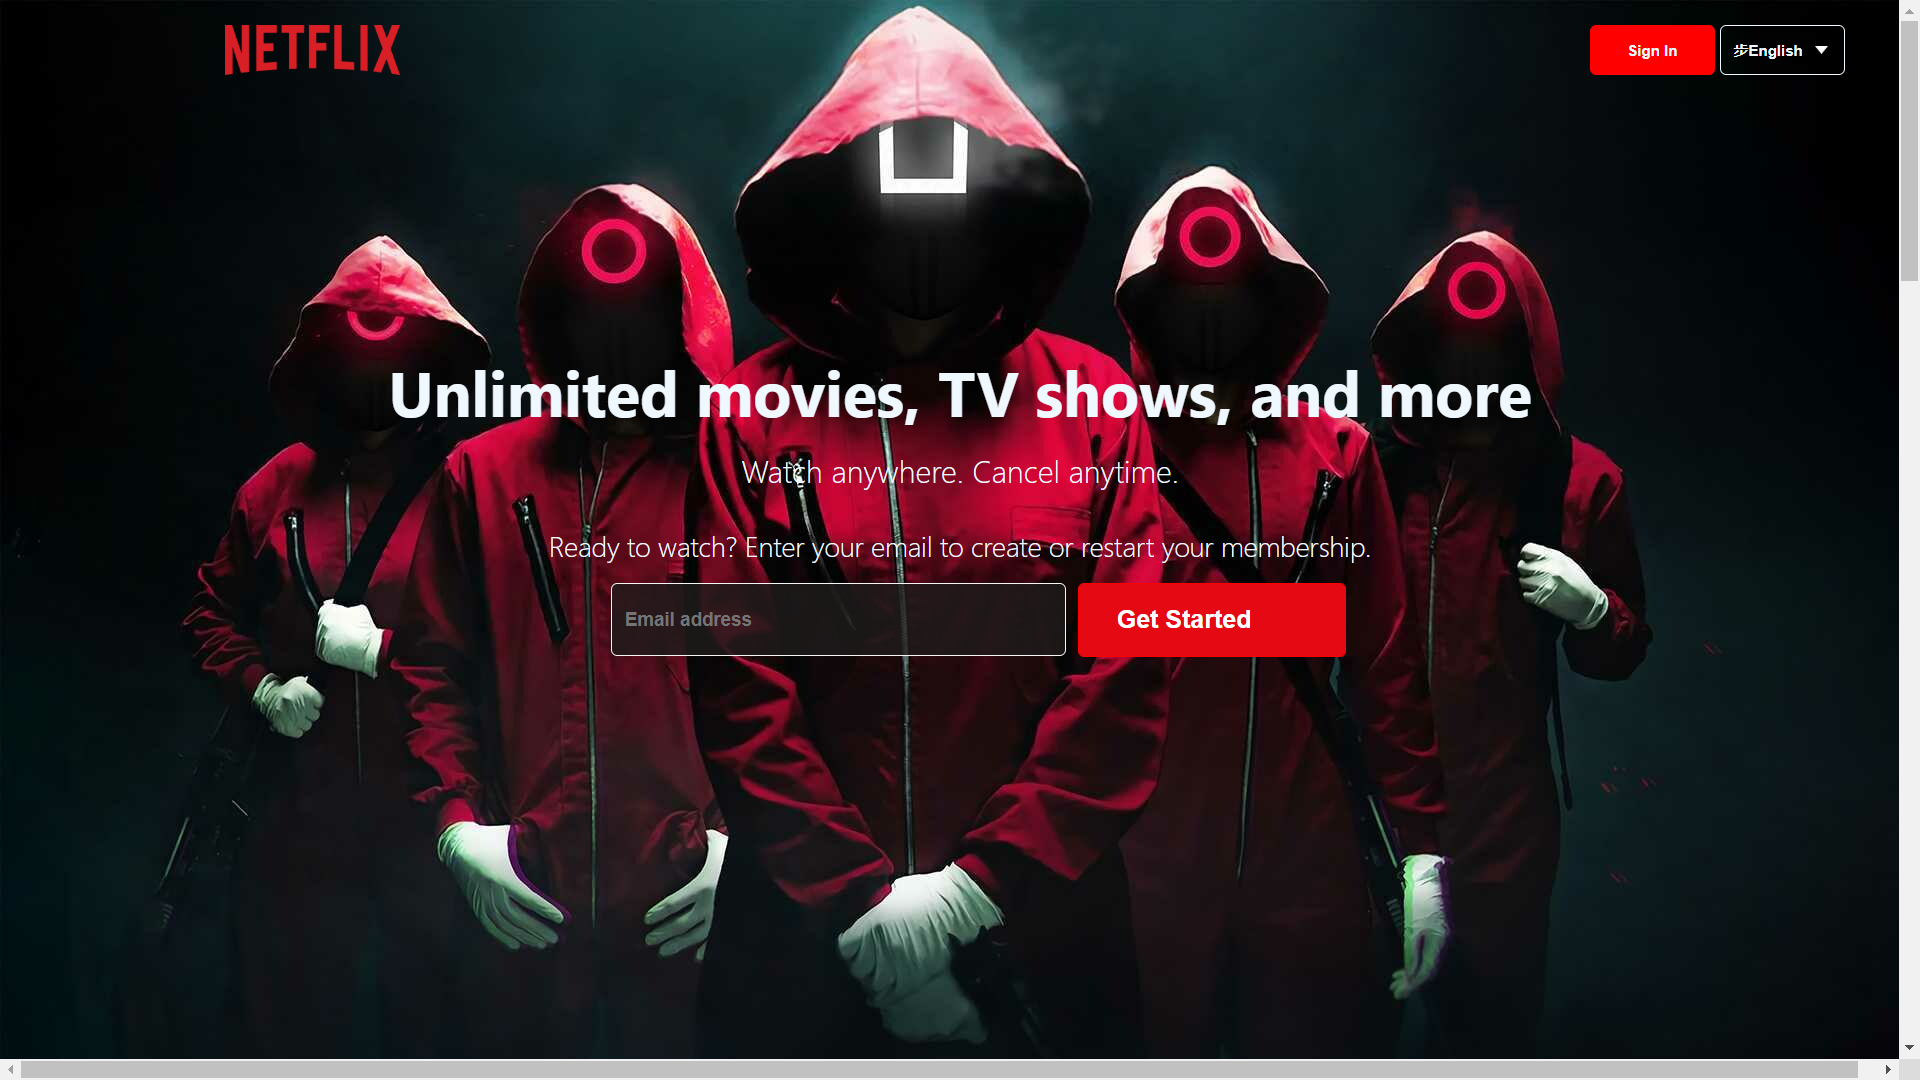 NETFLIX
Sign In
步English
Unlimited movies, TV shows, and more
Watch anywhere. Cancel anytime.
Ready to watch? Enter your email to create or restart your membership.
Email address
Get Started